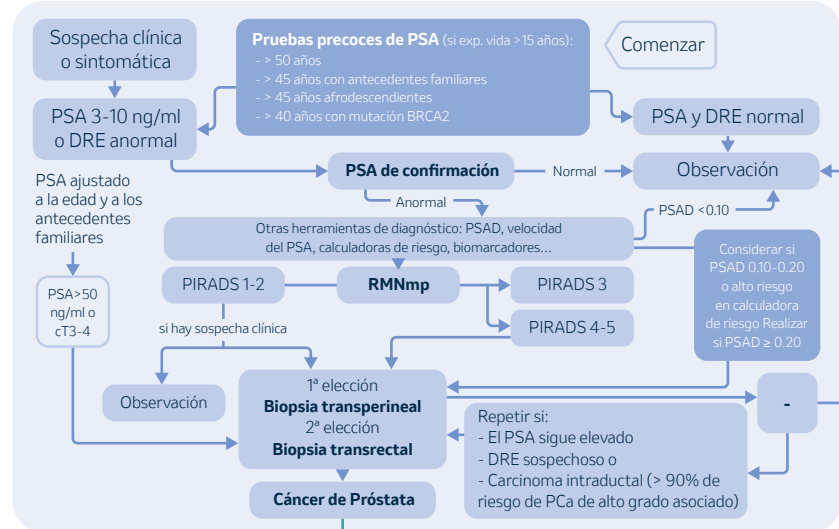 Sospecha clínica
o sintomática
Pruebas precoces de PSA (si exp. vida >15 años):
- > 50 años
- > 45 años con antecedentes familiares
- > 45 años afrodescendientes
- > 40 años con mutación BRCA2
Comenzar
PSA 3-10 ng/ml
o DRE anormal
PSA y DRE normal
PSA de confirmación
Normal
Observación
PSA ajustado
a la edad y a los
antecedentes
familiares
Anormal
PSAD <0.10
Otras herramientas de diagnóstico: PSAD, velocidad
del PSA, calculadoras de riesgo, biomarcadores...
Considerar si
PSAD 0.10-0.20
o alto riesgo
en calculadora
de riesgo Realizar
si PSAD ≥ 0.20
PSA>50
ng/ml o
cT3-4
PIRADS 1-2
RMNmp
PIRADS 3
PIRADS 4-5
si hay sospecha clínica
Observación
1ª elección
Biopsia transperineal
2ª elección
Biopsia transrectal
-
Repetir si:
- El PSA sigue elevado
- DRE sospechoso o
- Carcinoma intraductal (> 90% de
riesgo de PCa de alto grado asociado)
Cáncer de Próstata